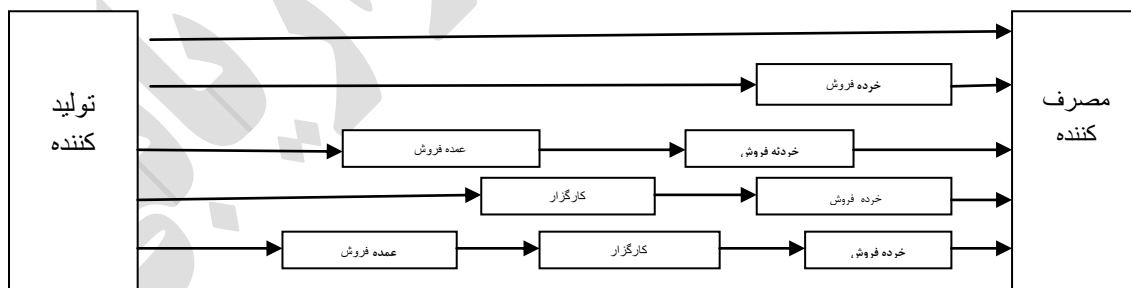 تولید
کننده
مصرف
کننده
خرده فروش
عمده فروش
خردئه فروش
کارگزار
خرده فروش
عمده فروش
کارگزار
خرده فروش